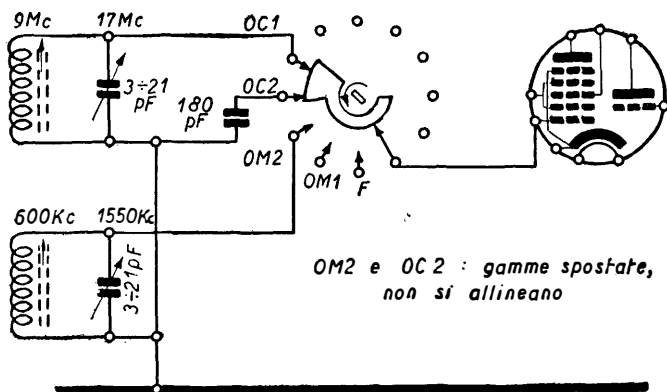 9Mc 17Mc OC1
3÷21
pF
OC2
180
pF
OM2
OM1
F
600Kc 1550Kc
3÷21pF
OM2 e OC2 : gamme spostate,
non si allineano